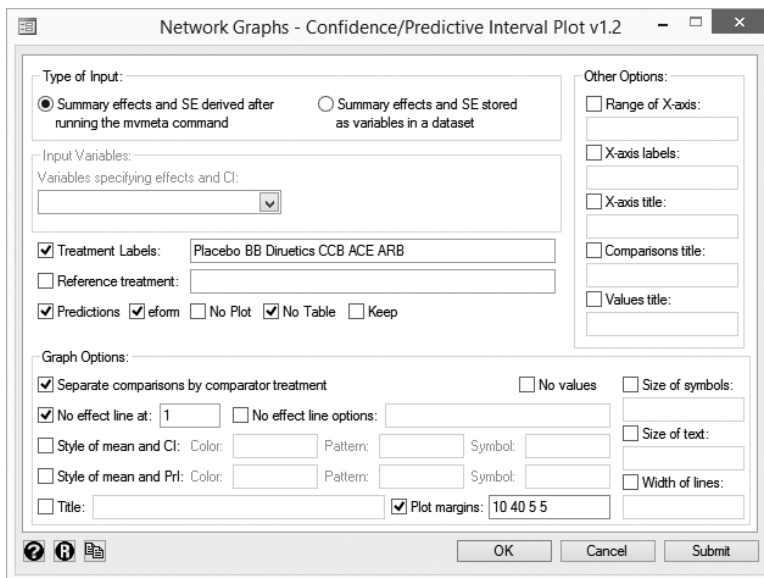 Network Graphs - Confidence/Predictive Interval Plot v1.2
Type of Input:
Summary effects and SE derived after
running the mvmeta command
Summary effects and SE stored
as variables in a dataset
Input Variables:
Variables specifying effects and CI:
Treatment Labels: Placebo BB Diruetics CCB ACE ARB
Reference treatment:
Predictions eform No Plot No Table Keep
Other Options:
Range of X-axis:
X-axis labels:
X-axis title:
Comparisons title:
Values title:
Graph Options:
Separate comparisons by comparator treatment No values
No effect line at: 1 No effect line options:
Style of mean and CI: Color: Pattern: Symbol:
Style of mean and PrI: Color: Pattern: Symbol:
Title: Plot margins: 10 40 5 5
Size of symbols:
Size of text:
Width of lines:
? R OK Cancel Submit